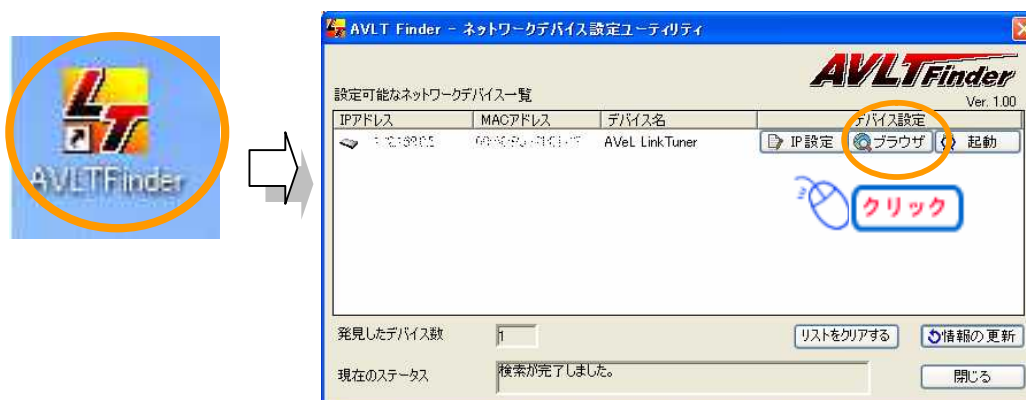 AVLTFinder
AVLT Finder - ネットワークデバイス設定ユーティリティ
AVLTFinder
Ver. 1.00
設定可能なネットワークデバイス一覧
IPアドレス MACアドレス デバイス名 デバイス設定
AVeL LinkTuner IP設定 ブラウザ 起動
クリック
発見したデバイス数 1 リストをクリアする 情報の更新
現在のステータス 検索が完了しました。 閉じる